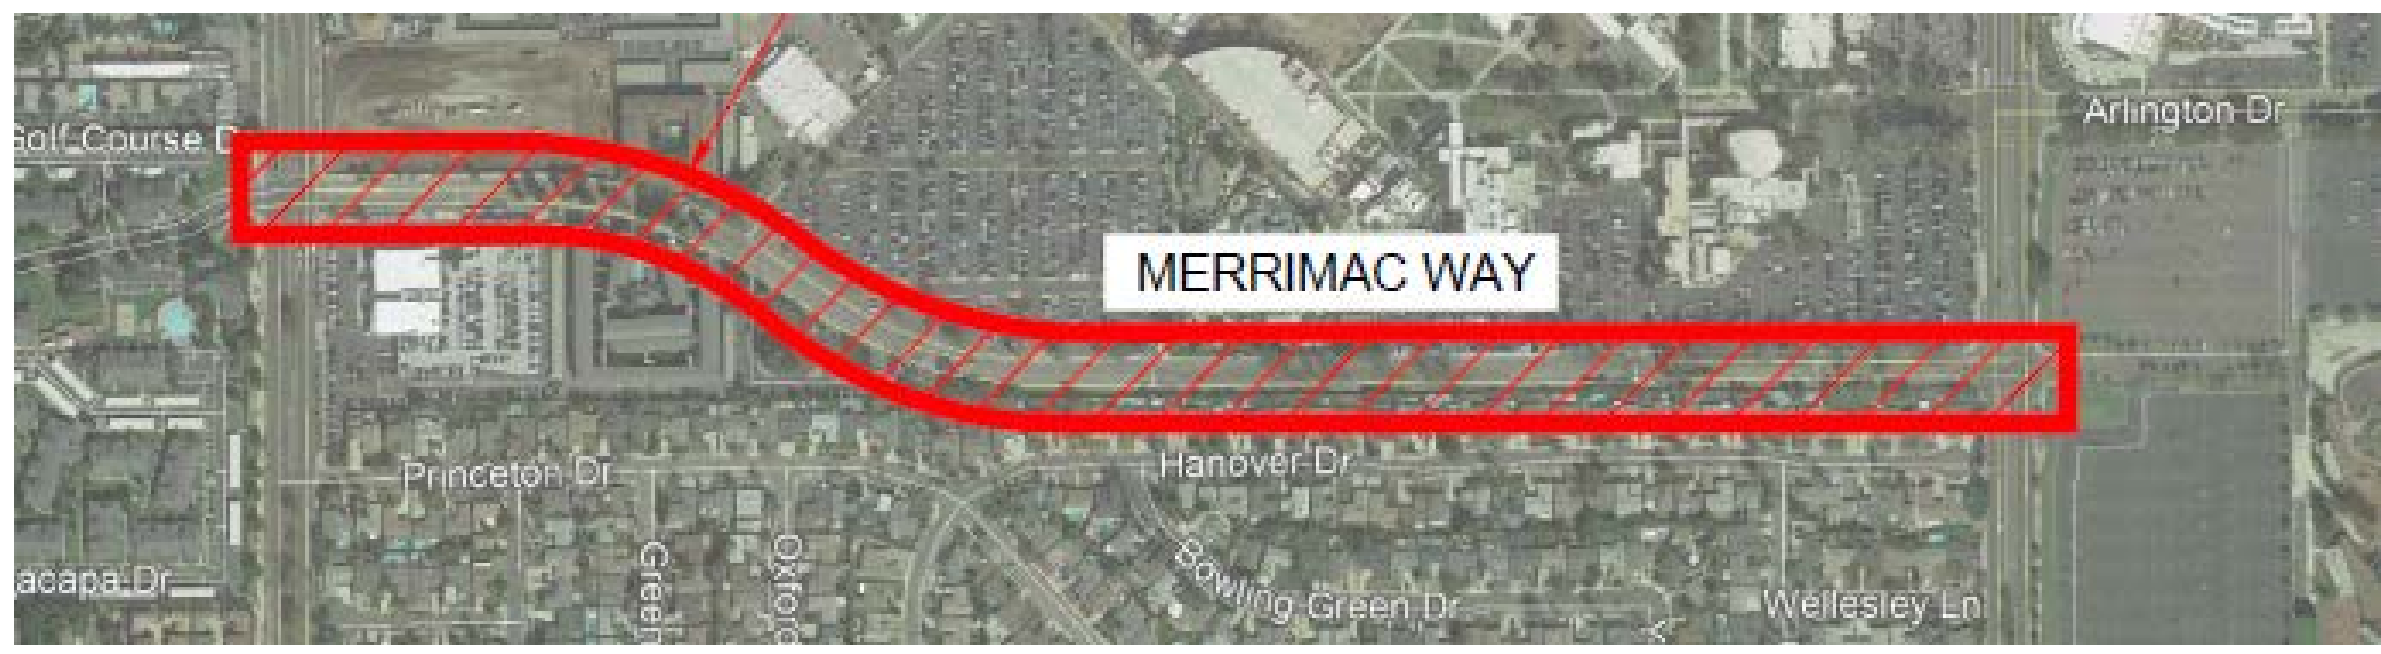 Arlington Dr
Golf Course D
MERRIMAC WAY
Princeton Dr
Hanover Dr
Green
Oxford
Bowling Green Dr
acapa Dr
Wellesley Ln